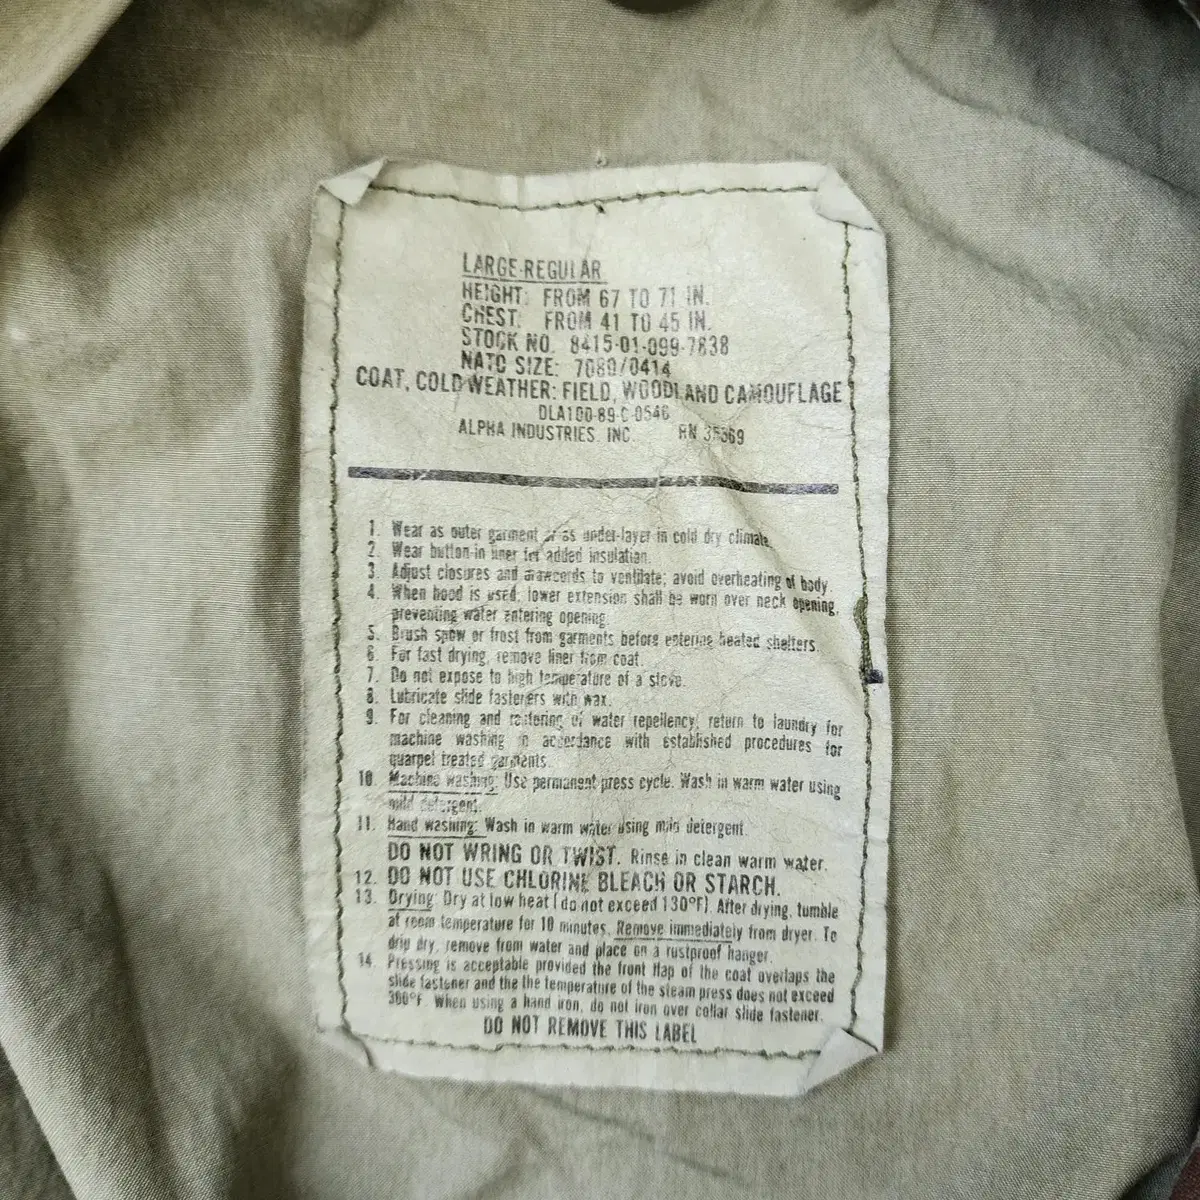 LARGE-REGULAR
HEIGHT: FROM 67 TO 71 IN.
CHEST: FROM 41 TO 45 IN.
STOCK NO. 8415-01-099-7838
NATO SIZE: 7080/0414
COAT, COLD WEATHER: FIELD, WOODLAND CAMOUFLAGE
DLA100-89-C-0546
ALPHA INDUSTRIES, INC. RN 35369
1. Wear as outer garment or as under-layer in cold dry climate.
2. Wear button-in liner for added insulation.
3. Adjust closures and drawcords to ventilate; avoid overheating of body.
4. When hood is used, lower extension shall be worn over neck opening,
preventing water entering opening.
5. Brush snow or frost from garments before entering heated shelters.
6. For fast drying, remove liner from coat.
7. Do not expose to high temperature of a stove.
8. Lubricate slide fasteners with wax.
9. For cleaning and restoring of water repellency, return to laundry for
machine washing in accordance with established procedures for
quarpel treated garments.
10. Machine washing: Use permanent press cycle. Wash in warm water using
mild detergent.
11. Hand washing: Wash in warm water using mild detergent.
DO NOT WRING OR TWIST. Rinse in clean warm water.
12. DO NOT USE CHLORINE BLEACH OR STARCH.
13. Drying: Dry at low heat (do not exceed 130°F). After drying, tumble
at room temperature for 10 minutes. Remove immediately from dryer. To
drip dry, remove from water and place on a rustproof hanger.
14. Pressing is acceptable provided the front flap of the coat overlaps the
slide fastener and the the temperature of the steam press does not exceed
300°F. When using a hand iron, do not iron over collar slide fastener.
DO NOT REMOVE THIS LABEL